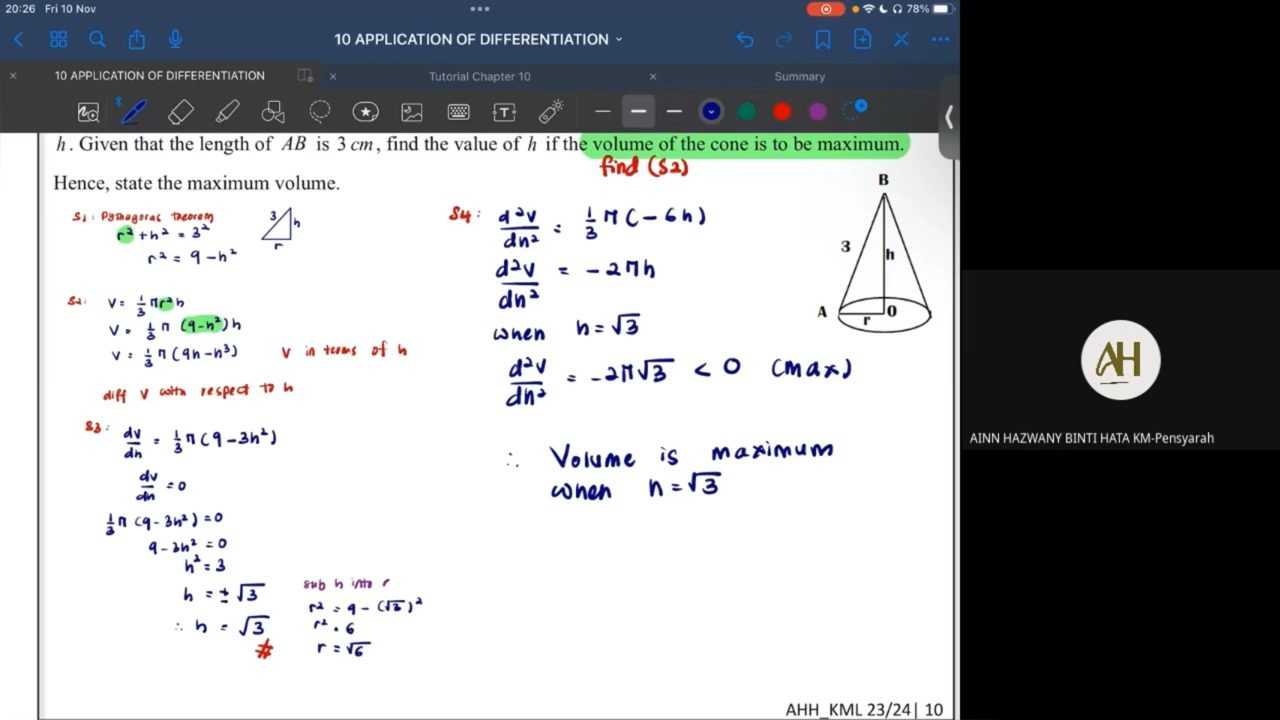 20:26 Fri 10 Nov
78%
10 APPLICATION OF DIFFERENTIATION
10 APPLICATION OF DIFFERENTIATION
Tutorial Chapter 10
Summary
h. Given that the length of AB is 3 cm, find the value of h if the volume of the cone is to be maximum.
find (S2)
Hence, state the maximum volume.
S1: Pythagoras theorem
r² + h² = 3²
r² = 9 - h²
3
h
r
S2:
V = 1/3 π r² h
V = 1/3 π (9-h²)h
V = 1/3 π (9h - h³)
V in terms of h
diff V with respect to h
S3:
dv/dh = 1/3 π (9 - 3h²)
dv/dh = 0
1/3 π (9 - 3h²) = 0
9 - 3h² = 0
h² = 3
h = ± √3
∴ h = √3
#
sub h into r
r² = 9 - (√3)²
r² = 6
r = √6
S4:
d²V/dh² = 1/3 π (-6h)
d²V/dh² = -2πh
when h = √3
d²V/dh² = -2π√3 < 0 (max)
∴ Volume is maximum
when h = √3
B
3
h
A
O
r
AHH_KML 23/24| 10
AH
AINN HAZWANY BINTI HATA KM-Pensyarah